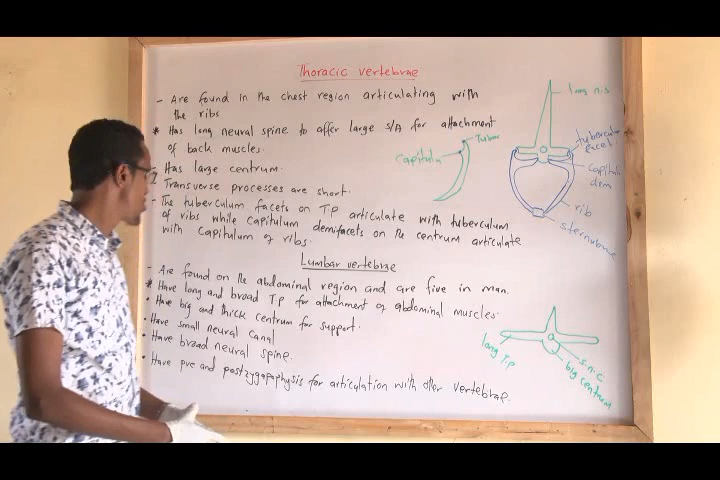 Thoracic vertebrae
- Are found in the chest region articulating with
the ribs
* Has long neural spine to offer large S/A for attachment
of back muscles.
- Has large centrum.
- Transverse processes are short.
- The tuberculum facets on T.p articulate with tuberculum
of ribs while capitulum demifacets on the centrum articulate
with capitulum of ribs.
Tuber
Capitulu
long n.s
tubercul
facet
capitulu
dem
rib
sternubrae
Lumbar vertebrae
- Are found on the abdominal region and are five in man.
* Have long and broad T.p for attachment of abdominal muscles.
• Have big and thick centrum for support.
• Have small neural canal
• Have broad neural spine.
• Have pre and postzygapophysis for articulation with other vertebrae.
long T.p
s.n.c
big centrum